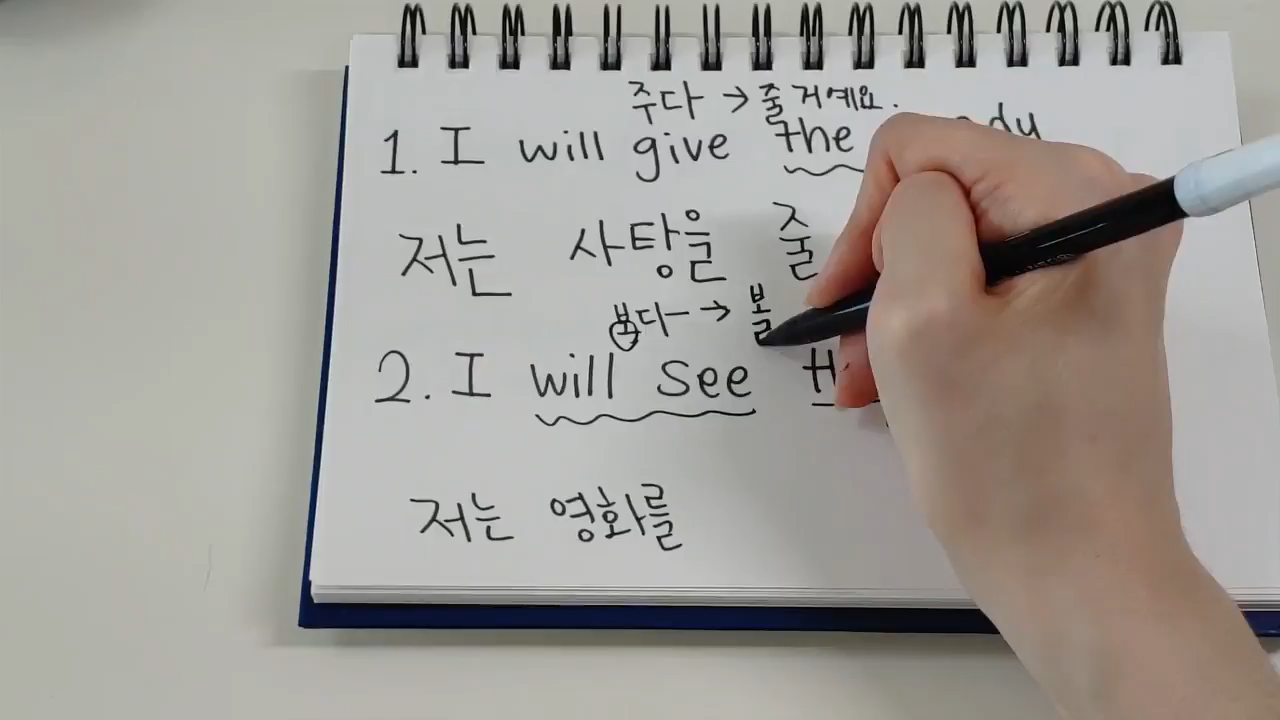 주다 → 줄 거예요.
1. I will give the
저는 사탕을 줄
보다 → 볼
2. I will see
저는 영화를